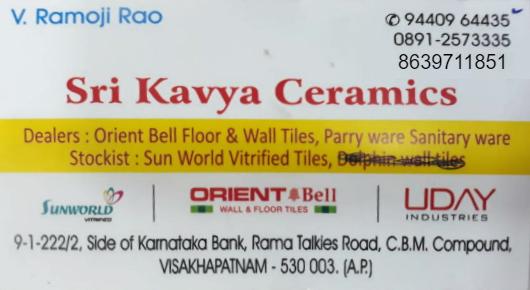 V. Ramoji Rao
✆ 94409 64435
0891-2573335
8639711851
Sri Kavya Ceramics
Dealers : Orient Bell Floor & Wall Tiles, Parry ware Sanitary ware
Stockist : Sun World Vitrified Tiles, Dolphin wall tiles
SUNWORLD
VITRIFIED
ORIENT Bell
WALL & FLOOR TILES
UDAY
INDUSTRIES
9-1-222/2, Side of Karnataka Bank, Rama Talkies Road, C.B.M. Compound,
VISAKHAPATNAM - 530 003. (A.P.)